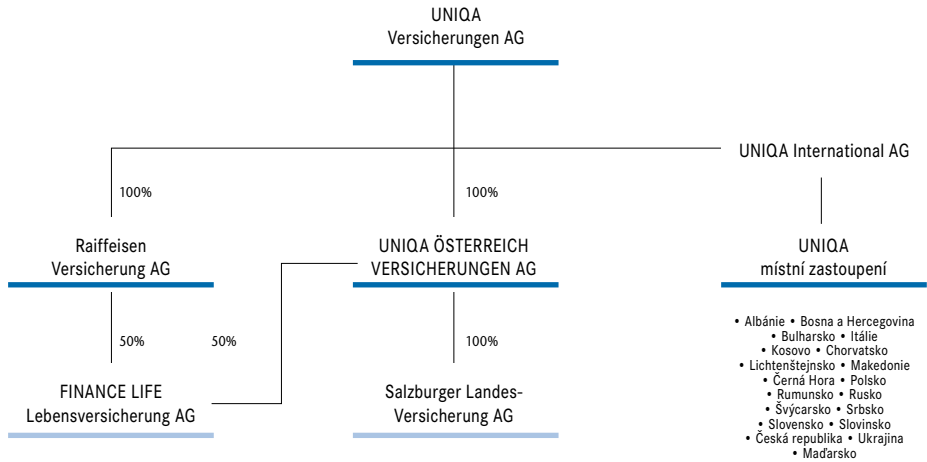 UNIQA
Versicherungen AG
UNIQA International AG
100%
100%
Raiffeisen
Versicherung AG
UNIQA ÖSTERREICH
VERSICHERUNGEN AG
UNIQA
místní zastoupení
50%
50%
100%
FINANCE LIFE
Lebensversicherung AG
Salzburger Landes-
Versicherung AG
• Albánie • Bosna a Hercegovina
• Bulharsko • Itálie
• Kosovo • Chorvatsko
• Lichtenštejnsko • Makedonie
• Černá Hora • Polsko
• Rumunsko • Rusko
• Švýcarsko • Srbsko
• Slovensko • Slovinsko
• Česká republika • Ukrajina
• Maďarsko